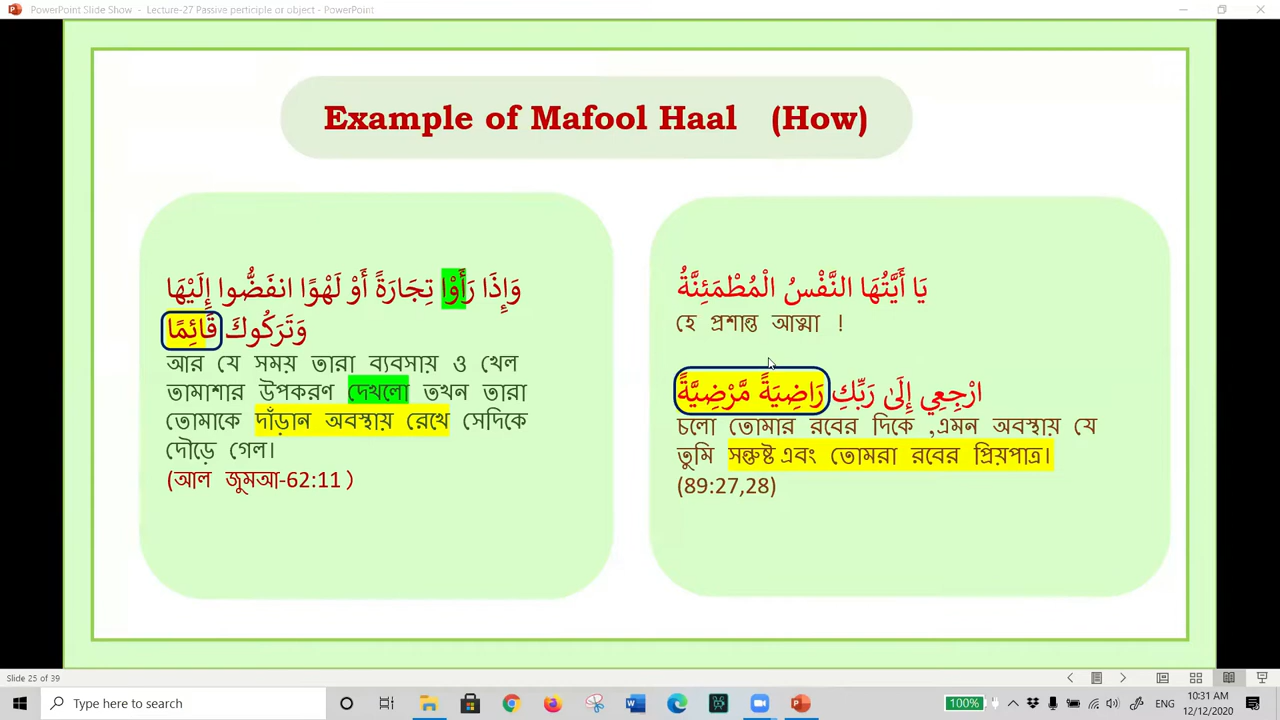 PowerPoint Slide Show - Lecture-27 Passive perticiple or object - PowerPoint
Example of Mafool Haal (How)
وَإِذَا رَأَوْا تِجَارَةً أَوْ لَهْوًا انفَضُّوا إِلَيْهَا
وَتَرَكُوكَ قَائِمًا
আর যে সময় তারা ব্যবসায় ও খেল
তামাশার উপকরণ দেখলো তখন তারা
তোমাকে দাঁড়ান অবস্থায় রেখে সেদিকে
দৌড়ে গেল।
(আল জুমআ-62:11)
يَا أَيَّتُهَا النَّفْسُ الْمُطْمَئِنَّةُ
হে প্রশান্ত আত্মা !
ارْجِعِي إِلَىٰ رَبِّكِ رَاضِيَةً مَّرْضِيَّةً
চলো তোমার রবের দিকে ,এমন অবস্থায় যে
তুমি সন্তুষ্ট এবং তোমরা রবের প্রিয়পাত্র।
(89:27,28)
Slide 25 of 39
Type here to search
100%
ENG
10:31 AM
12/12/2020